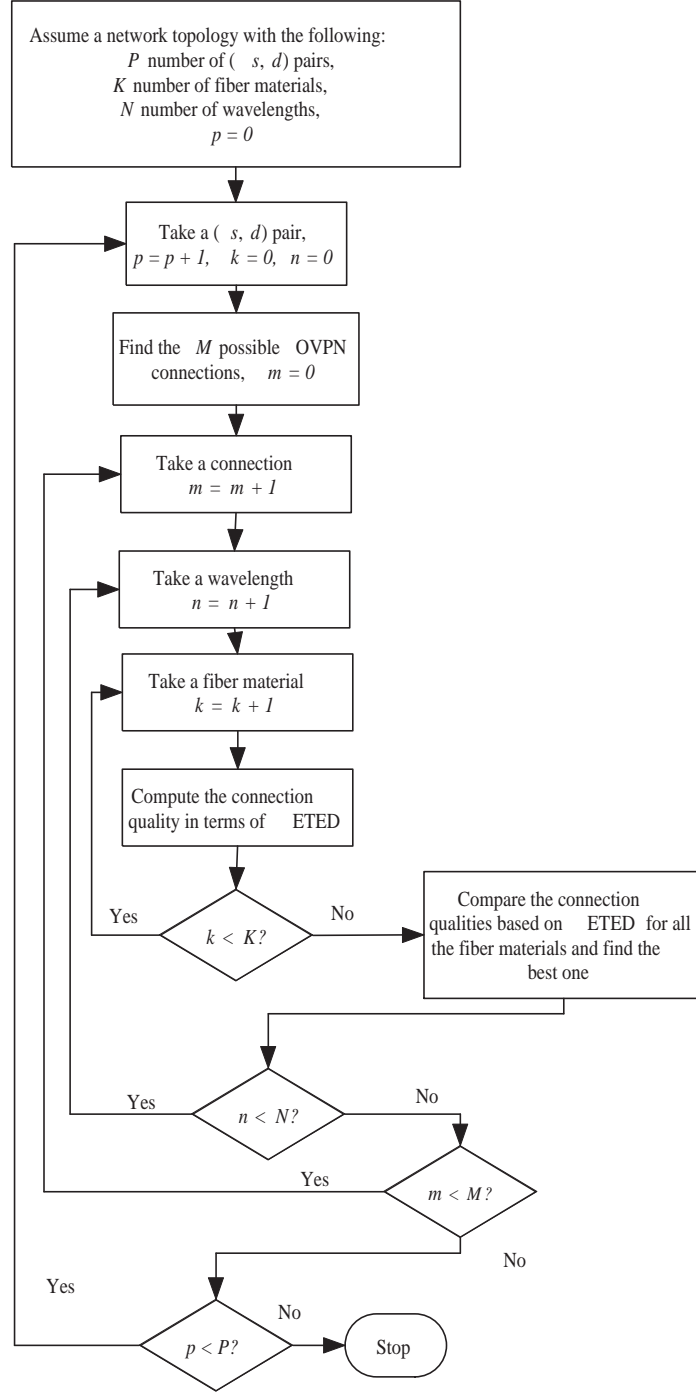 Assume a network topology with the following:
P number of ( s, d) pairs,
K number of fiber materials,
N number of wavelengths,
p = 0
Take a ( s, d) pair,
p = p + 1, k = 0, n = 0
Find the M possible OVPN
connections, m = 0
Take a connection
m = m + 1
Take a wavelength
n = n + 1
Take a fiber material
k = k + 1
Compute the connection
quality in terms of ETED
k < K?
Yes
No
Compare the connection
qualities based on ETED for all
the fiber materials and find the
best one
n < N?
Yes
No
m < M?
Yes
No
p < P?
Yes
No
Stop